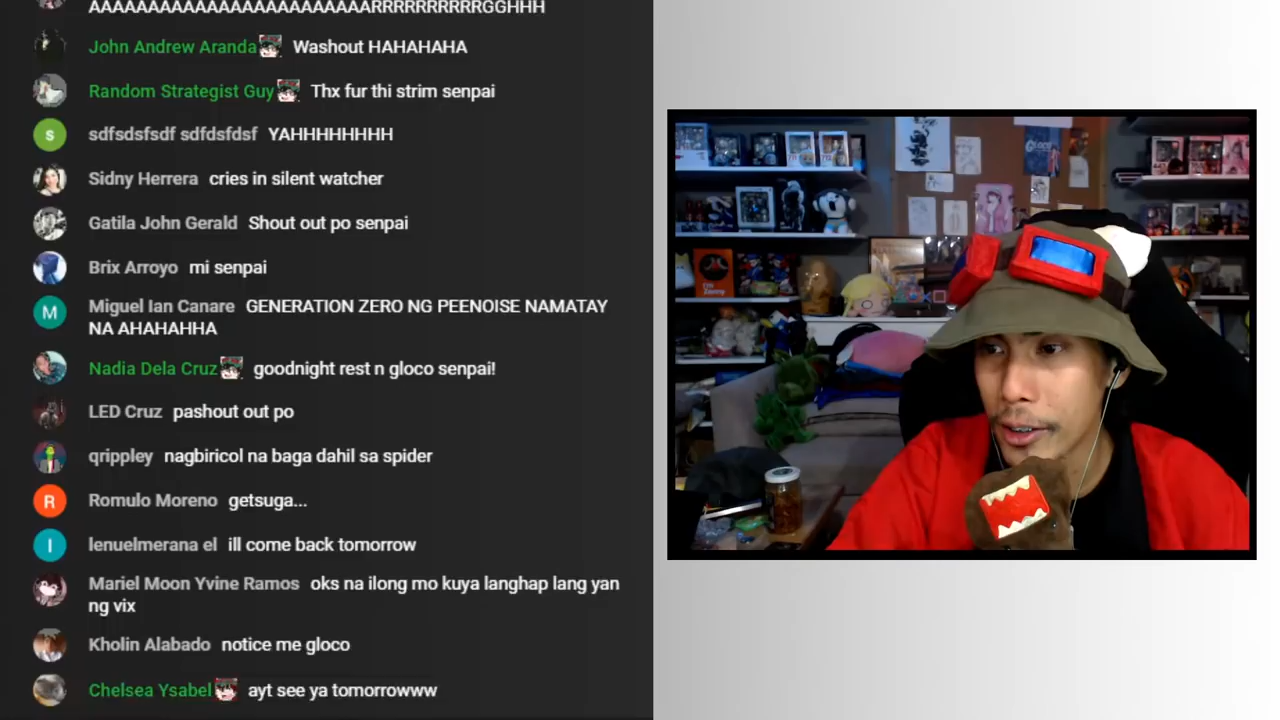 AAAAAAAAAAAAAAAAAAAAAAAARRRRRRRRRRGGHHH
John Andrew Aranda Washout HAHAHAHA
Random Strategist Guy Thx fur thi strim senpai
S sdfsdsfsdf sdfdsfdsf YAHHHHHHHH
Sidny Herrera cries in silent watcher
Gatila John Gerald Shout out po senpai
Brix Arroyo mi senpai
M Miguel Ian Canare GENERATION ZERO NG PEENOISE NAMATAY
NA AHAHAHHA
Nadia Dela Cruz goodnight rest n gloco senpai!
LED Cruz pashout out po
qrippley nagbiricol na baga dahil sa spider
R Romulo Moreno getsuga...
I lenuelmerana el ill come back tomorrow
Mariel Moon Yvine Ramos oks na ilong mo kuya langhap lang yan
ng vix
Kholin Alabado notice me gloco
Chelsea Ysabel ayt see ya tomorrowww